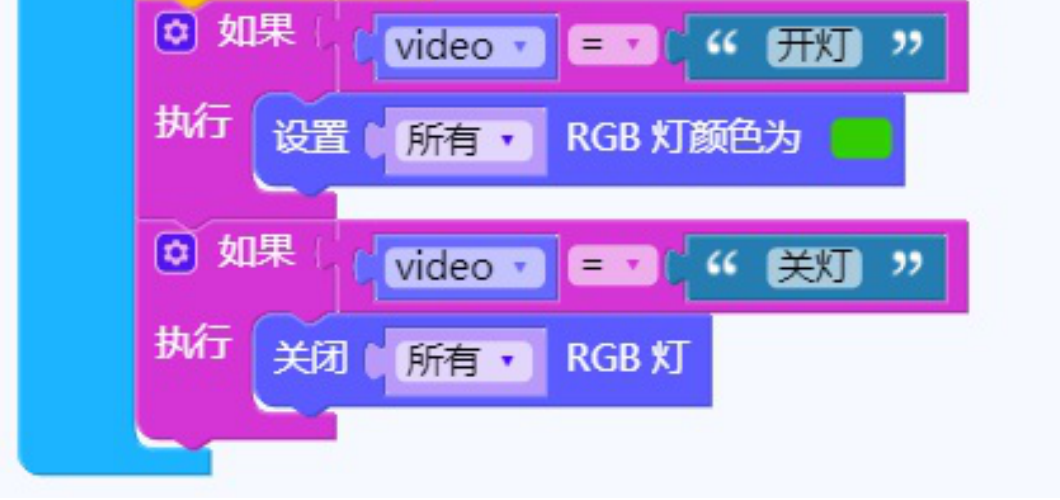 如果 video = “ 开灯 ”
执行 设置 所有 RGB 灯颜色为
如果 video = “ 关灯 ”
执行 关闭 所有 RGB 灯